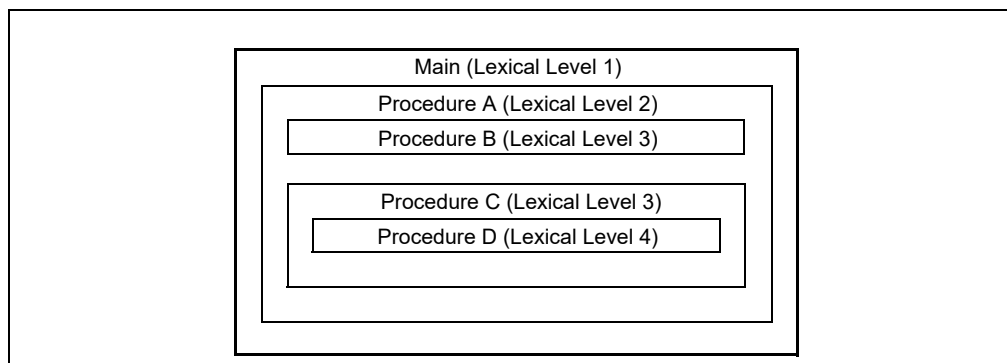 Main (Lexical Level 1)
Procedure A (Lexical Level 2)
Procedure B (Lexical Level 3)
Procedure C (Lexical Level 3)
Procedure D (Lexical Level 4)